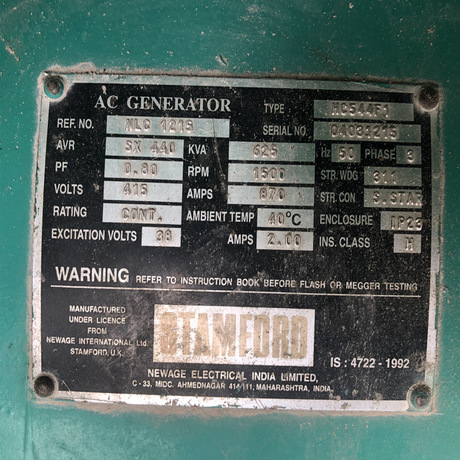 AC GENERATOR TYPE HC544F1
REF. NO. NLG 1215 SERIAL NO. 04031215
AVR SX 440 KVA 625 Hz 50 PHASE 3
PF 0.80 RPM 1500 STR. WDG 311
VOLTS 415 AMPS 870 STR. CON S.STAR
RATING CONT. AMBIENT TEMP 40°C ENCLOSURE IP23
EXCITATION VOLTS 38 AMPS 2.00 INS. CLASS H
WARNING REFER TO INSTRUCTION BOOK BEFORE FLASH OR MEGGER TESTING
MANUFACTURED
UNDER LICENCE
FROM
NEWAGE INTERNATIONAL Ltd.
STAMFORD, U.K.
STAMFORD
IS : 4722 - 1992
NEWAGE ELECTRICAL INDIA LIMITED,
C - 33, MIDC. AHMEDNAGAR 414 111, MAHARASHTRA, INDIA.